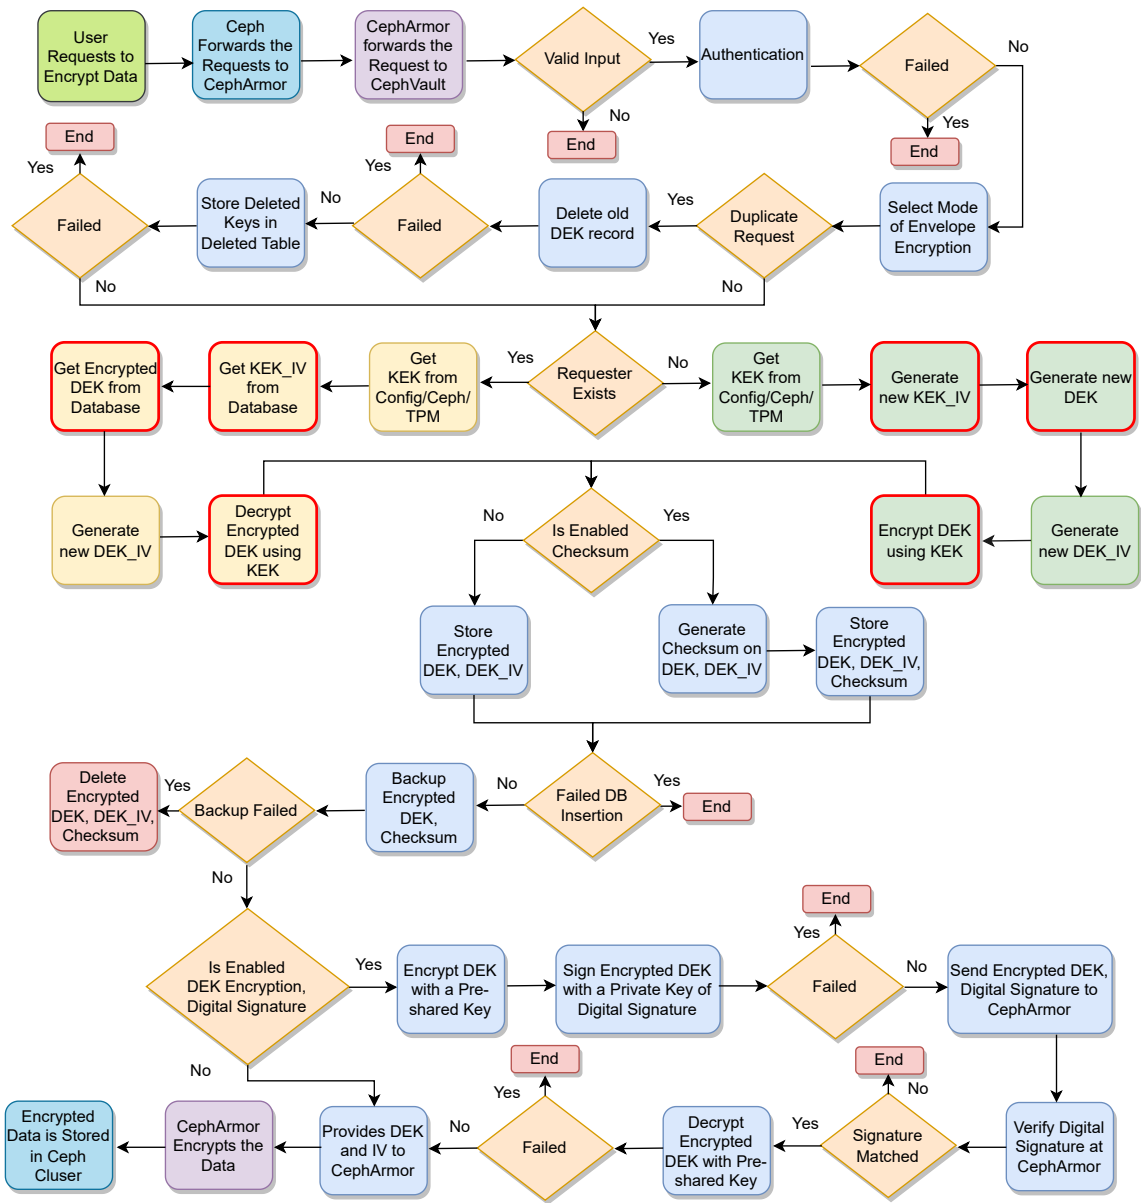 User
Requests to
Encrypt Data
Ceph
Forwards the
Requests to
CephArmor
CephArmor
forwards the
Request to
CephVault
Valid Input
Yes
No
End
Authentication
Failed
No
Yes
End
Select Mode
of Envelope
Encryption
Duplicate
Request
Yes
No
Delete old
DEK record
Failed
Yes
End
No
Store Deleted
Keys in
Deleted Table
Failed
Yes
End
No
Requester
Exists
Yes
No
Get
KEK from
Config/Ceph/
TPM
Get KEK_IV
from
Database
Get Encrypted
DEK from
Database
Generate
new DEK_IV
Decrypt
Encrypted
DEK using
KEK
Get
KEK from
Config/Ceph/
TPM
Generate
new KEK_IV
Generate new
DEK
Generate
new DEK_IV
Encrypt DEK
using KEK
Is Enabled
Checksum
No
Yes
Store
Encrypted
DEK, DEK_IV
Generate
Checksum on
DEK, DEK_IV
Store
Encrypted
DEK, DEK_IV,
Checksum
Failed DB
Insertion
Yes
End
No
Backup
Encrypted
DEK,
Checksum
Backup Failed
Yes
Delete
Encrypted
DEK, DEK_IV,
Checksum
No
Is Enabled
DEK Encryption,
Digital Signature
Yes
No
Encrypt DEK
with a Pre-
shared Key
Sign Encrypted DEK
with a Private Key of
Digital Signature
Failed
Yes
End
No
Send Encrypted DEK,
Digital Signature to
CephArmor
Verify Digital
Signature at
CephArmor
Signature
Matched
No
End
Yes
Decrypt
Encrypted
DEK with Pre-
shared Key
Failed
Yes
End
No
Provides DEK
and IV to
CephArmor
CephArmor
Encrypts the
Data
Encrypted
Data is Stored
in Ceph
Cluser